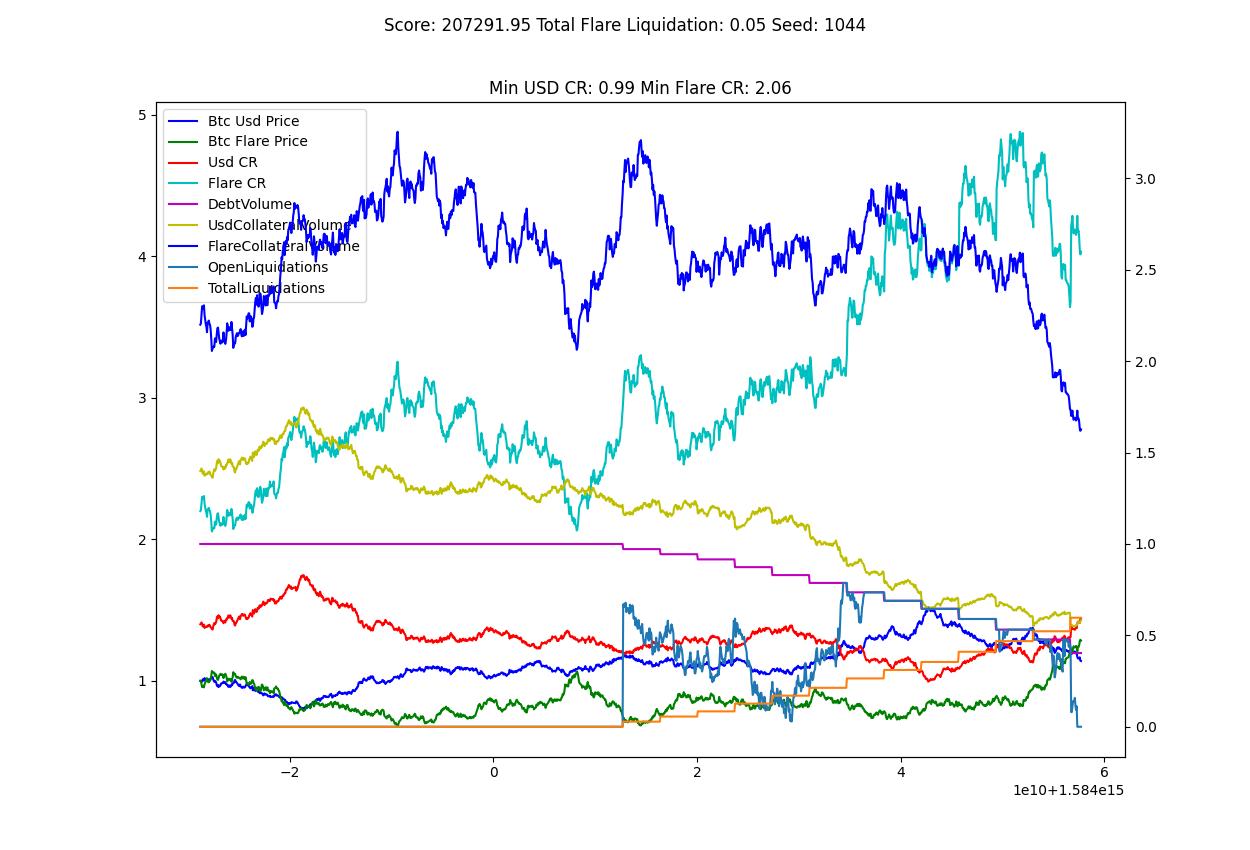 Score: 207291.95 Total Flare Liquidation: 0.05 Seed: 1044
Min USD CR: 0.99 Min Flare CR: 2.06
Btc Usd Price
Btc Flare Price
Usd CR
Flare CR
DebtVolume
UsdCollateralVolume
FlareCollateralVolume
OpenLiquidations
TotalLiquidations
5
4
3
2
1
3.0
2.5
2.0
1.5
1.0
0.5
0.0
−2
0
2
4
6
1e10+1.584e15